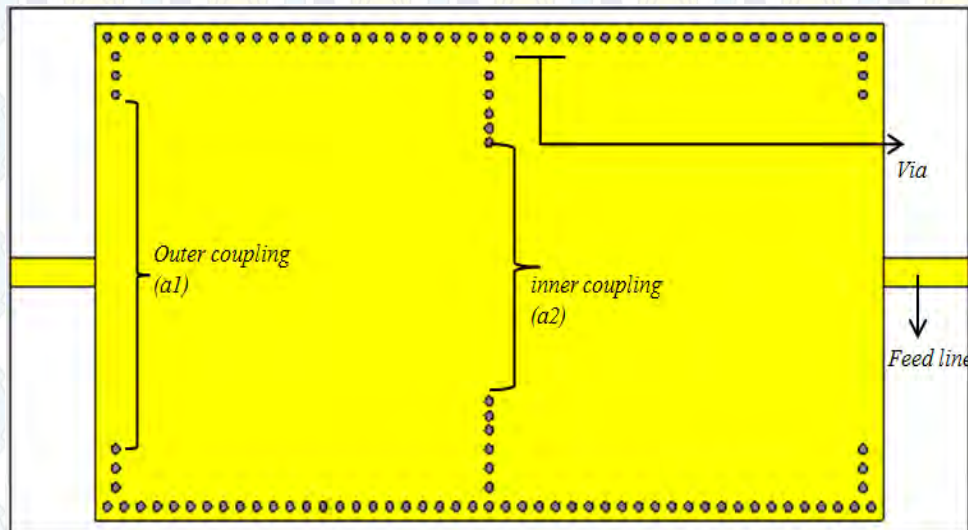 Via
Outer coupling
(a1)
inner coupling
(a2)
Feed line